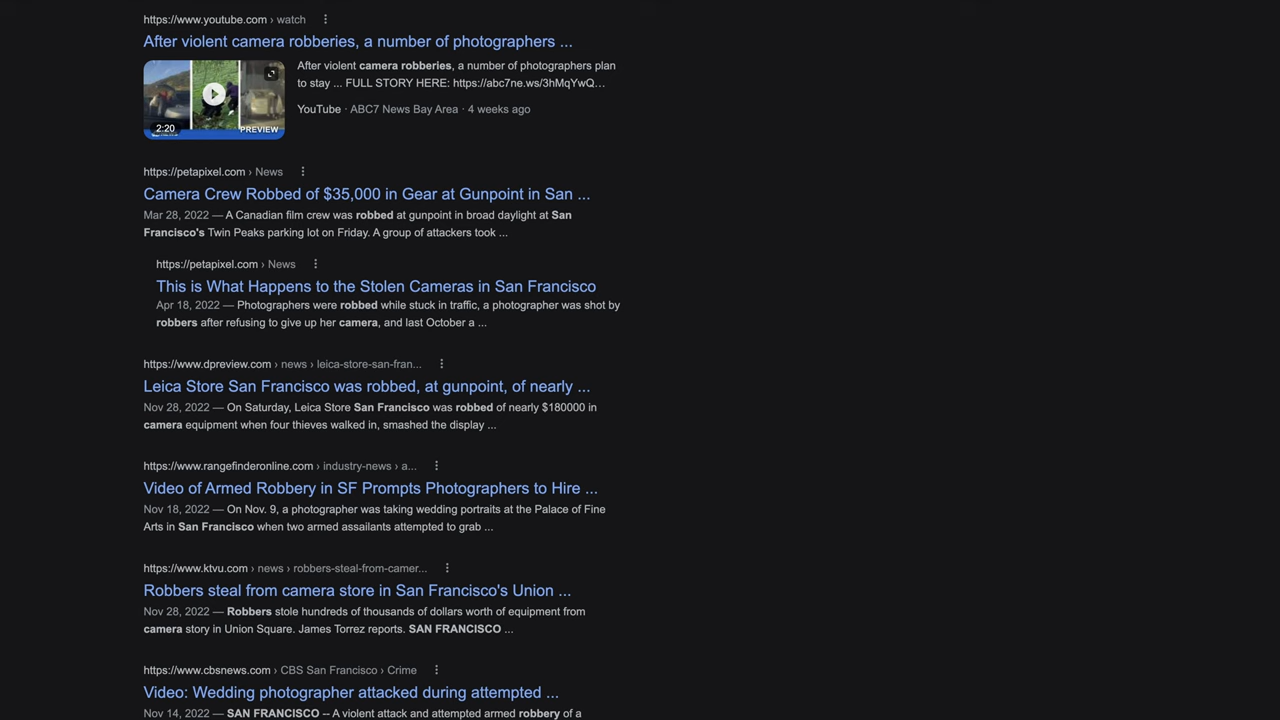 https://www.youtube.com › watch
After violent camera robberies, a number of photographers ...
After violent camera robberies, a number of photographers plan
to stay ... FULL STORY HERE: https://abc7ne.ws/3hMqYwQ…
2:20
PREVIEW
YouTube · ABC7 News Bay Area · 4 weeks ago
https://petapixel.com › News
Camera Crew Robbed of $35,000 in Gear at Gunpoint in San ...
Mar 28, 2022 — A Canadian film crew was robbed at gunpoint in broad daylight at San
Francisco's Twin Peaks parking lot on Friday. A group of attackers took ...
https://petapixel.com › News
This is What Happens to the Stolen Cameras in San Francisco
Apr 18, 2022 — Photographers were robbed while stuck in traffic, a photographer was shot by
robbers after refusing to give up her camera, and last October a ...
https://www.dpreview.com › news › leica-store-san-fran...
Leica Store San Francisco was robbed, at gunpoint, of nearly ...
Nov 28, 2022 — On Saturday, Leica Store San Francisco was robbed of nearly $180000 in
camera equipment when four thieves walked in, smashed the display ...
https://www.rangefinderonline.com › industry-news › a...
Video of Armed Robbery in SF Prompts Photographers to Hire ...
Nov 18, 2022 — On Nov. 9, a photographer was taking wedding portraits at the Palace of Fine
Arts in San Francisco when two armed assailants attempted to grab ...
https://www.ktvu.com › news › robbers-steal-from-camer...
Robbers steal from camera store in San Francisco's Union ...
Nov 28, 2022 — Robbers stole hundreds of thousands of dollars worth of equipment from
camera story in Union Square. James Torrez reports. SAN FRANCISCO ...
https://www.cbsnews.com › CBS San Francisco › Crime
Video: Wedding photographer attacked during attempted ...
Nov 14, 2022 — SAN FRANCISCO -- A violent attack and attempted armed robbery of a